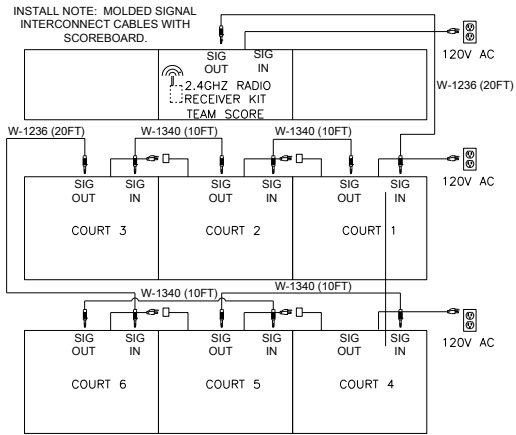 INSTALL NOTE: MOLDED SIGNAL
INTERCONNECT CABLES WITH
SCOREBOARD.
SIG
OUT
SIG
IN
120V AC
2.4GHZ RADIO
RECEIVER KIT
TEAM SCORE
W-1236 (20FT)
W-1236 (20FT)
W-1340 (10FT)
W-1340 (10FT)
SIG
OUT
SIG
IN
SIG
OUT
SIG
IN
SIG
OUT
SIG
IN
120V AC
COURT 3
COURT 2
COURT 1
W-1340 (10FT)
W-1340 (10FT)
SIG
OUT
SIG
IN
SIG
OUT
SIG
IN
SIG
OUT
SIG
IN
120V AC
COURT 6
COURT 5
COURT 4